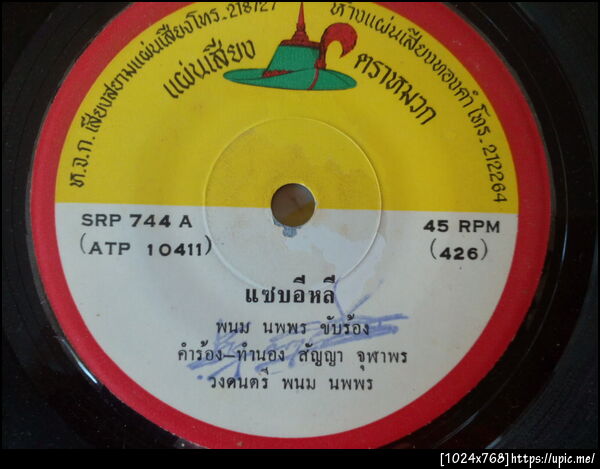 ห.จ.ก. เสียงสยามแผ่นเสียงโทร. 218727
ห้างแผ่นเสียงทองคำ โทร. 212264
แผ่นเสียง
ตราหมวก
SRP 744 A
(ATP 10411)
45 RPM
(426)
แซบอีหลี
พนม นพพร ขับร้อง
คำร้อง–ทำนอง สัญญา จุฬาพร
วงดนตรี พนม นพพร
[1024x768]https://upic.me/